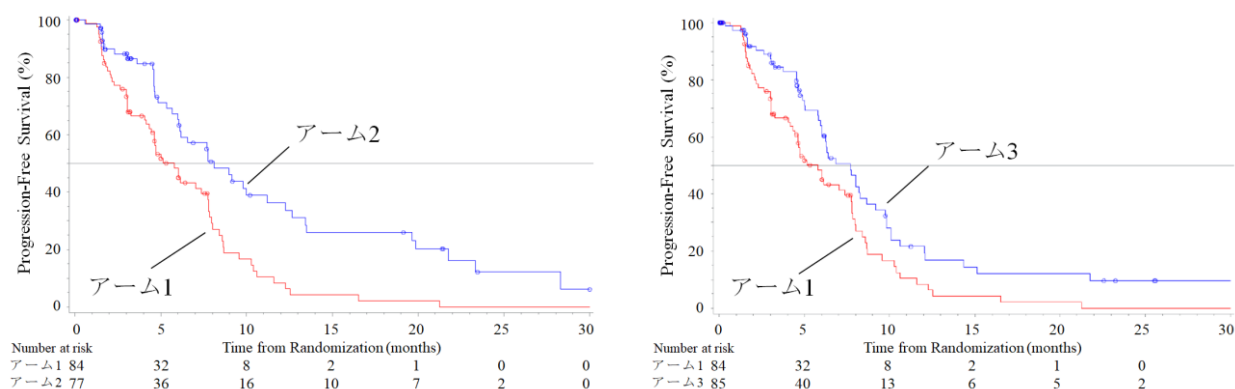 Progression-Free Survival (%)
100
80
60
40
20
0
アーム2
アーム1
0 5 10 15 20 25 30
Number at risk
Time from Randomization (months)
アーム1 84 32 8 2 1 0 0
アーム2 77 36 16 10 7 2 0
Progression-Free Survival (%)
100
80
60
40
20
0
アーム3
アーム1
0 5 10 15 20 25 30
Number at risk
Time from Randomization (months)
アーム1 84 32 8 2 1 0
アーム3 85 40 13 6 5 2